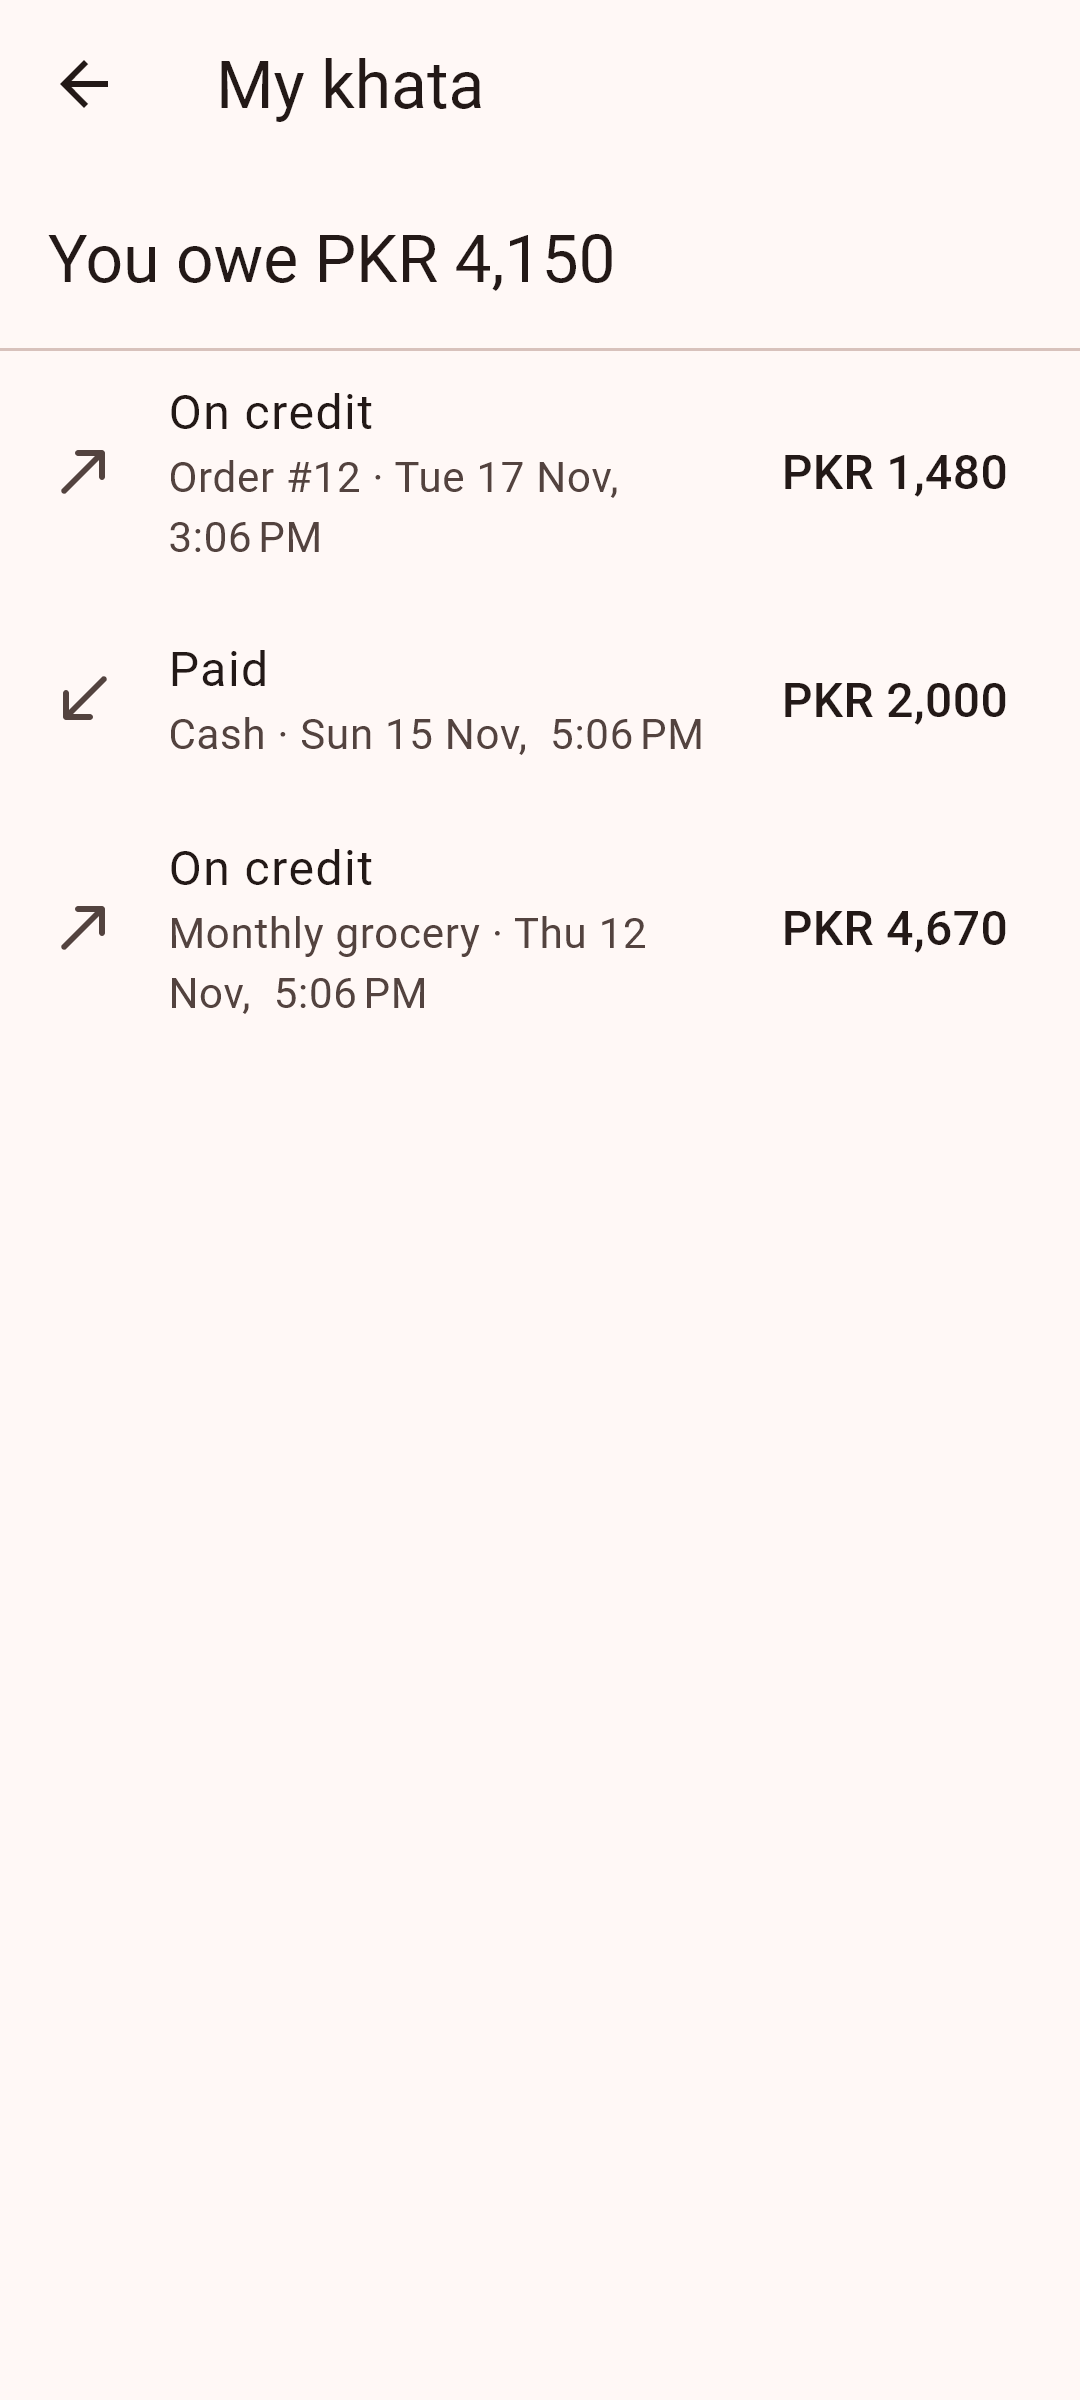 My khata
You owe PKR 4,150
On credit
Order #12 · Tue 17 Nov,
3:06 PM
PKR 1,480
Paid
Cash · Sun 15 Nov,  5:06 PM
PKR 2,000
On credit
Monthly grocery · Thu 12
Nov,  5:06 PM
PKR 4,670